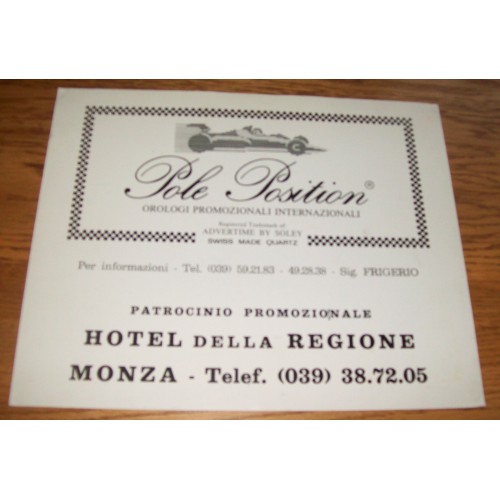 Pole Position®
OROLOGI PROMOZIONALI INTERNAZIONALI
Registered Trademark of
ADVERTIME BY SOLEY
SWISS MADE QUARTZ
Per informazioni - Tel. (039) 59.21.83 - 49.28.38 - Sig. FRIGERIO
PATROCINIO PROMOZIONALE
HOTEL DELLA REGIONE
MONZA - Telef. (039) 38.72.05